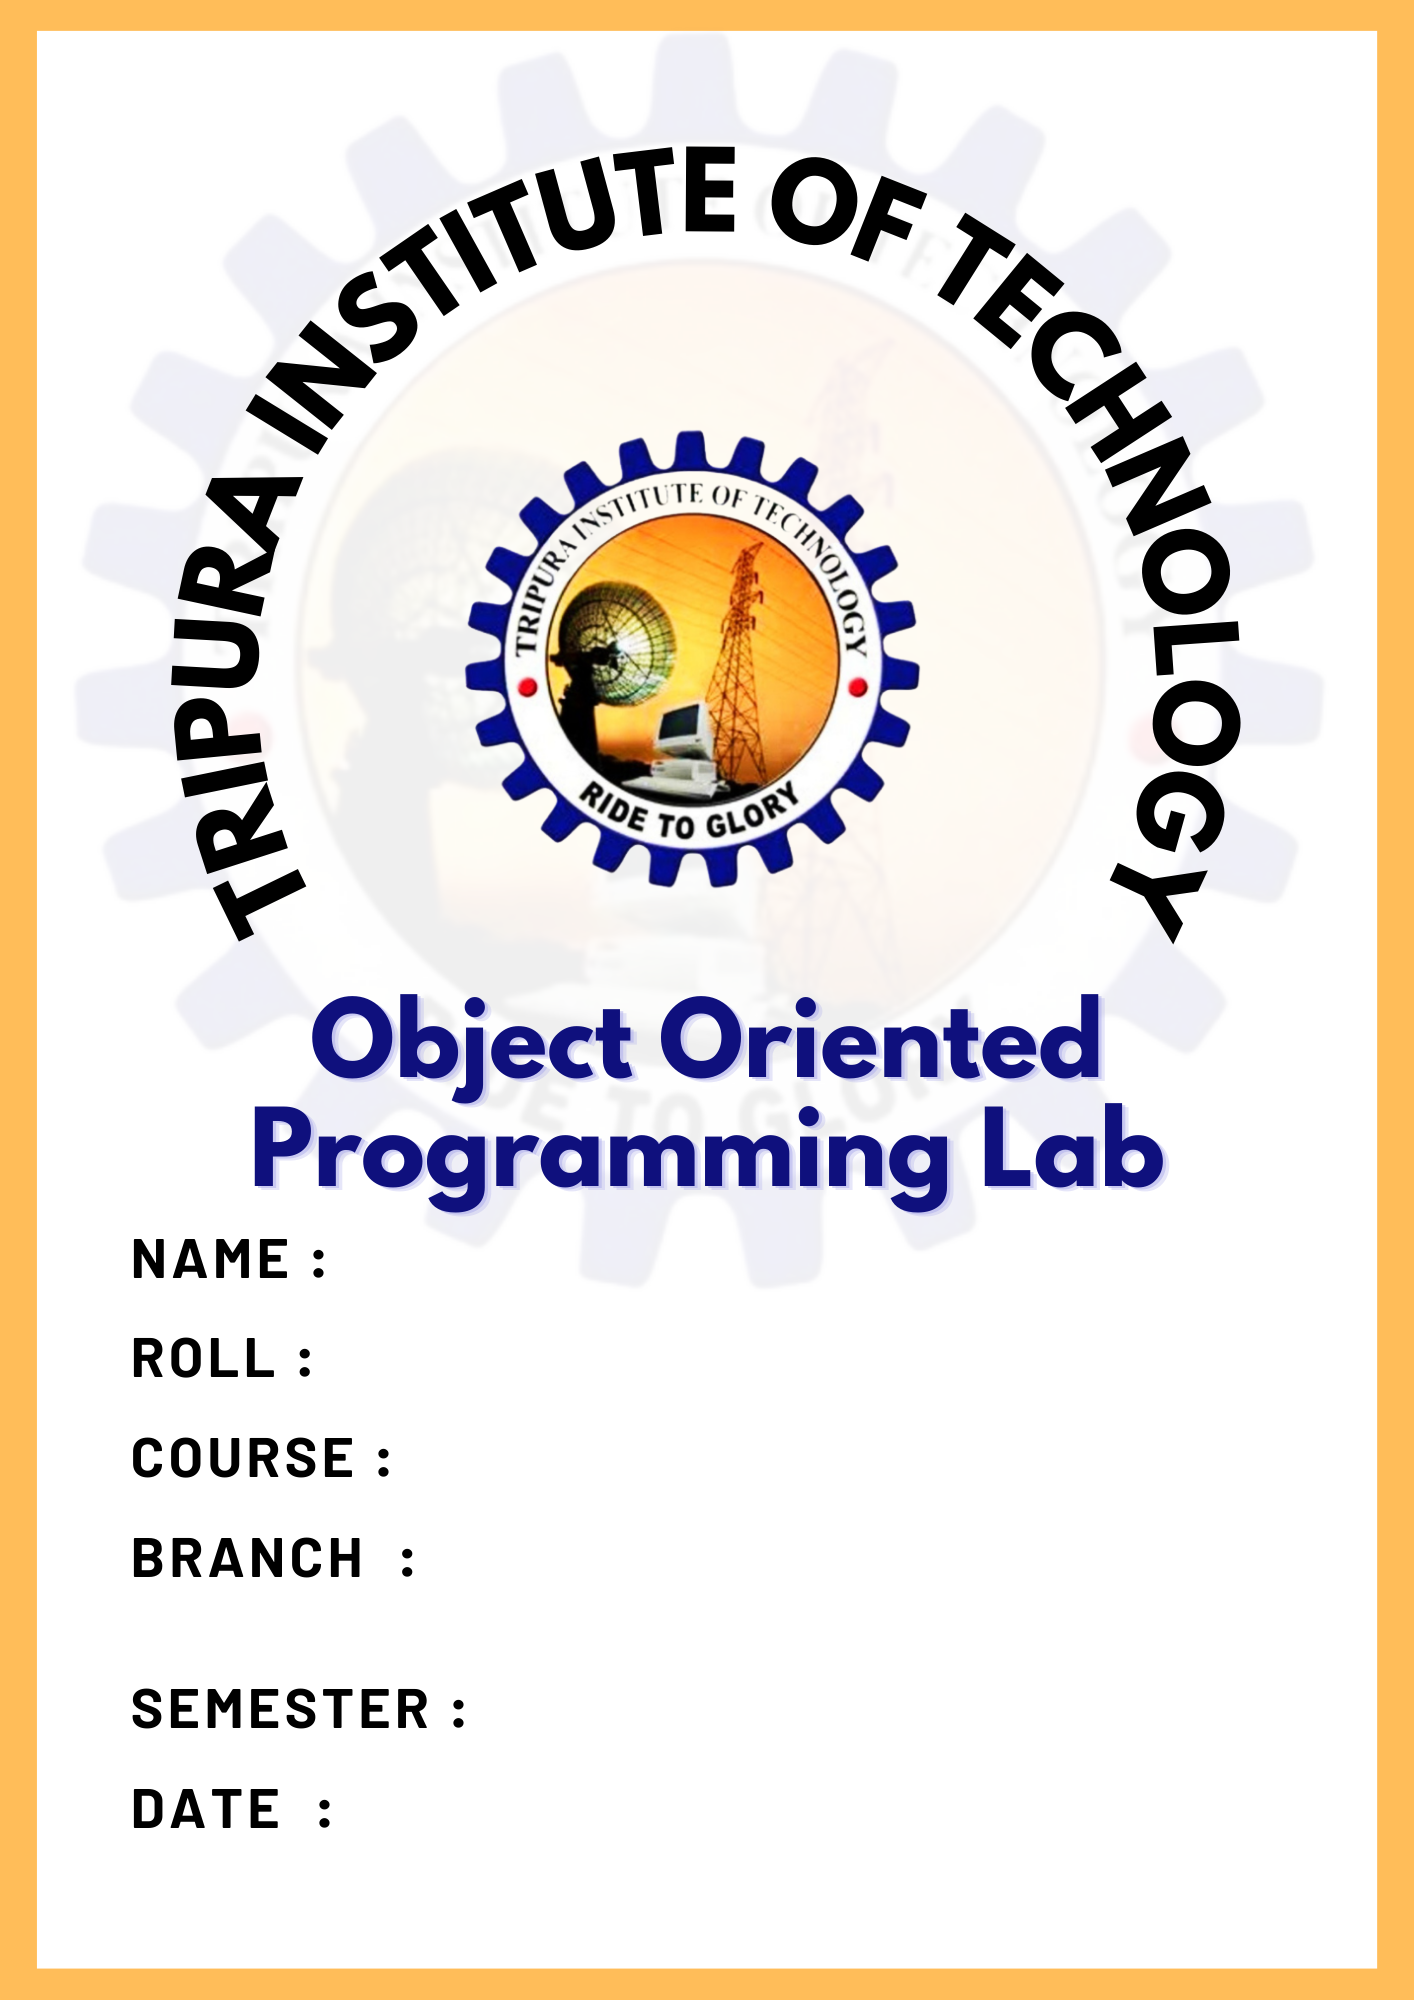 TRIPURA INSTITUTE OF TECHNOLOGY
TRIPURA INSTITUTE OF TECHNOLOGY
RIDE TO GLORY
Object Oriented
Programming Lab
NAME :
ROLL :
COURSE :
BRANCH :
SEMESTER :
DATE :